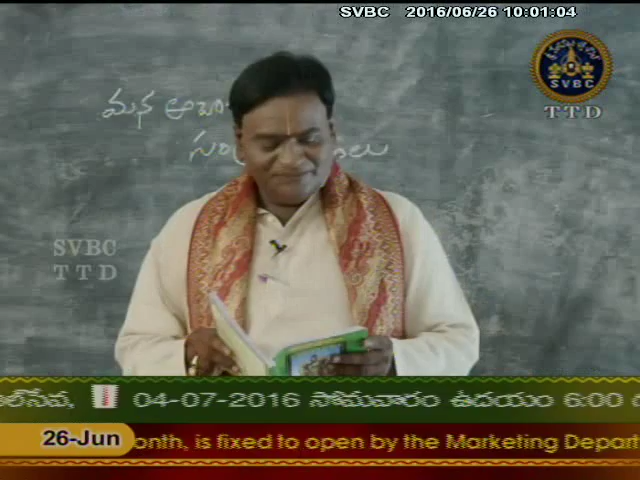 SVBC 2016/06/26 10:01:04
SVBC
TTD
మన
SVBC
TTD
04-07-2016 సోమవారం ఉదయం 6:00
26-Jun onth, is fixed to open by the Marketing Depart